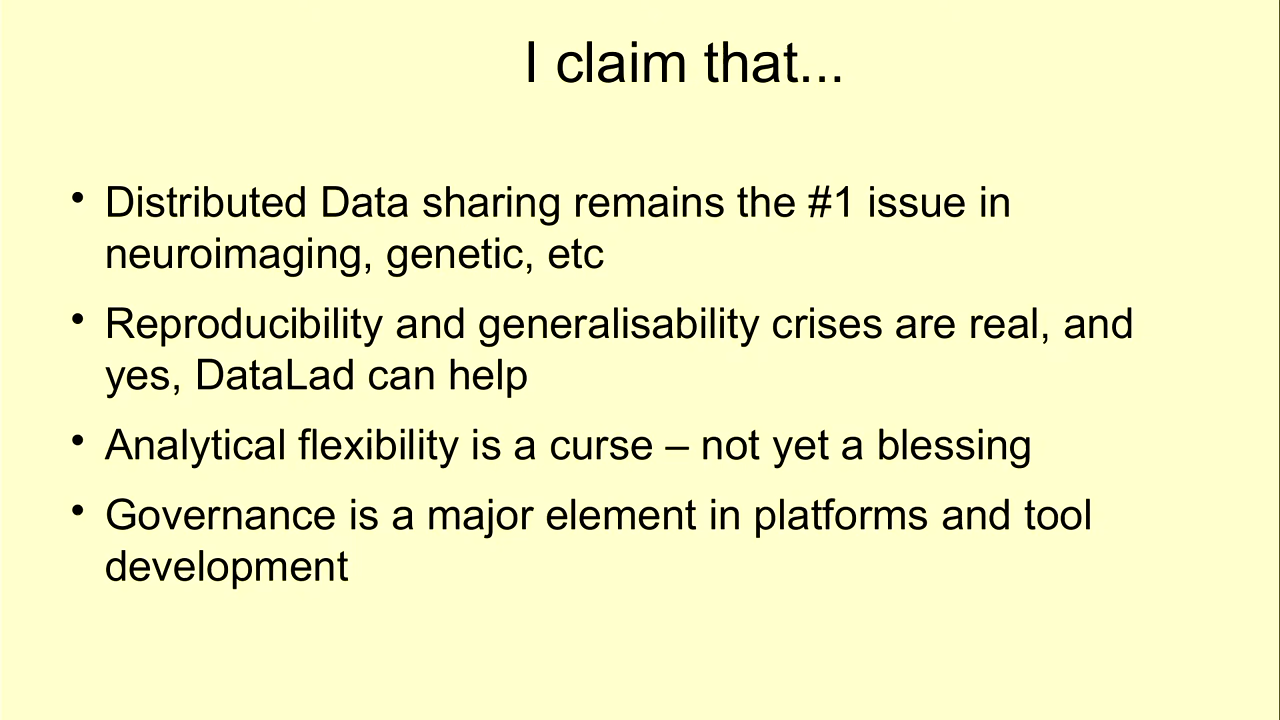 I claim that...
• Distributed Data sharing remains the #1 issue in
neuroimaging, genetic, etc
• Reproducibility and generalisability crises are real, and
yes, DataLad can help
• Analytical flexibility is a curse – not yet a blessing
• Governance is a major element in platforms and tool
development